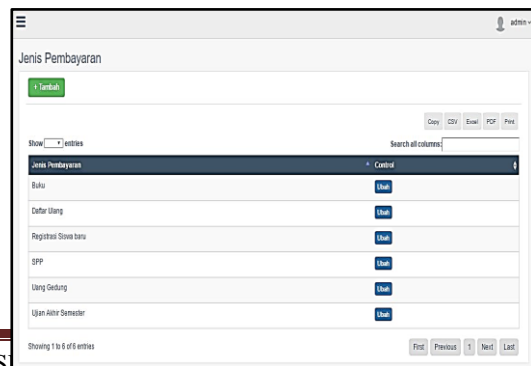 admin
Jenis Pembayaran
+ Tambah
Copy CSV Excel PDF Print
Show entries Search all columns:
Jenis Pembayaran Control
Buku Ubah
Daftar Ulang Ubah
Registrasi Siswa baru Ubah
SPP Ubah
Uang Gedung Ubah
Ujian Akhir Semester Ubah
Showing 1 to 6 of 6 entries First Previous 1 Next Last